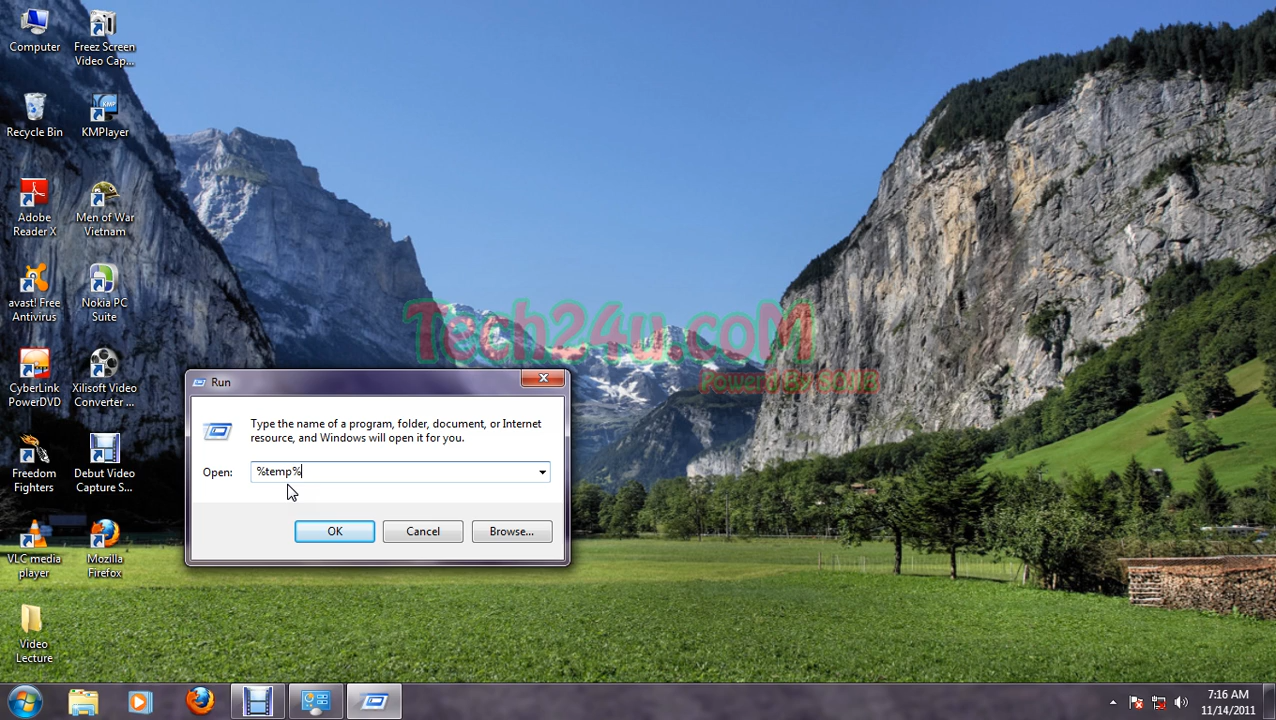 Computer
Freez Screen
Video Cap...
Recycle Bin
KMPlayer
Adobe
Reader X
Men of War
Vietnam
avast! Free
Antivirus
Nokia PC
Suite
CyberLink
PowerDVD
Xilisoft Video
Converter ...
Freedom
Fighters
Debut Video
Capture S...
VLC media
player
Mozilla
Firefox
Video
Lecture
Tech24u.coM
Run
Type the name of a program, folder, document, or Internet
resource, and Windows will open it for you.
Open:
%temp%
OK
Cancel
Browse...
7:16 AM
11/14/2011